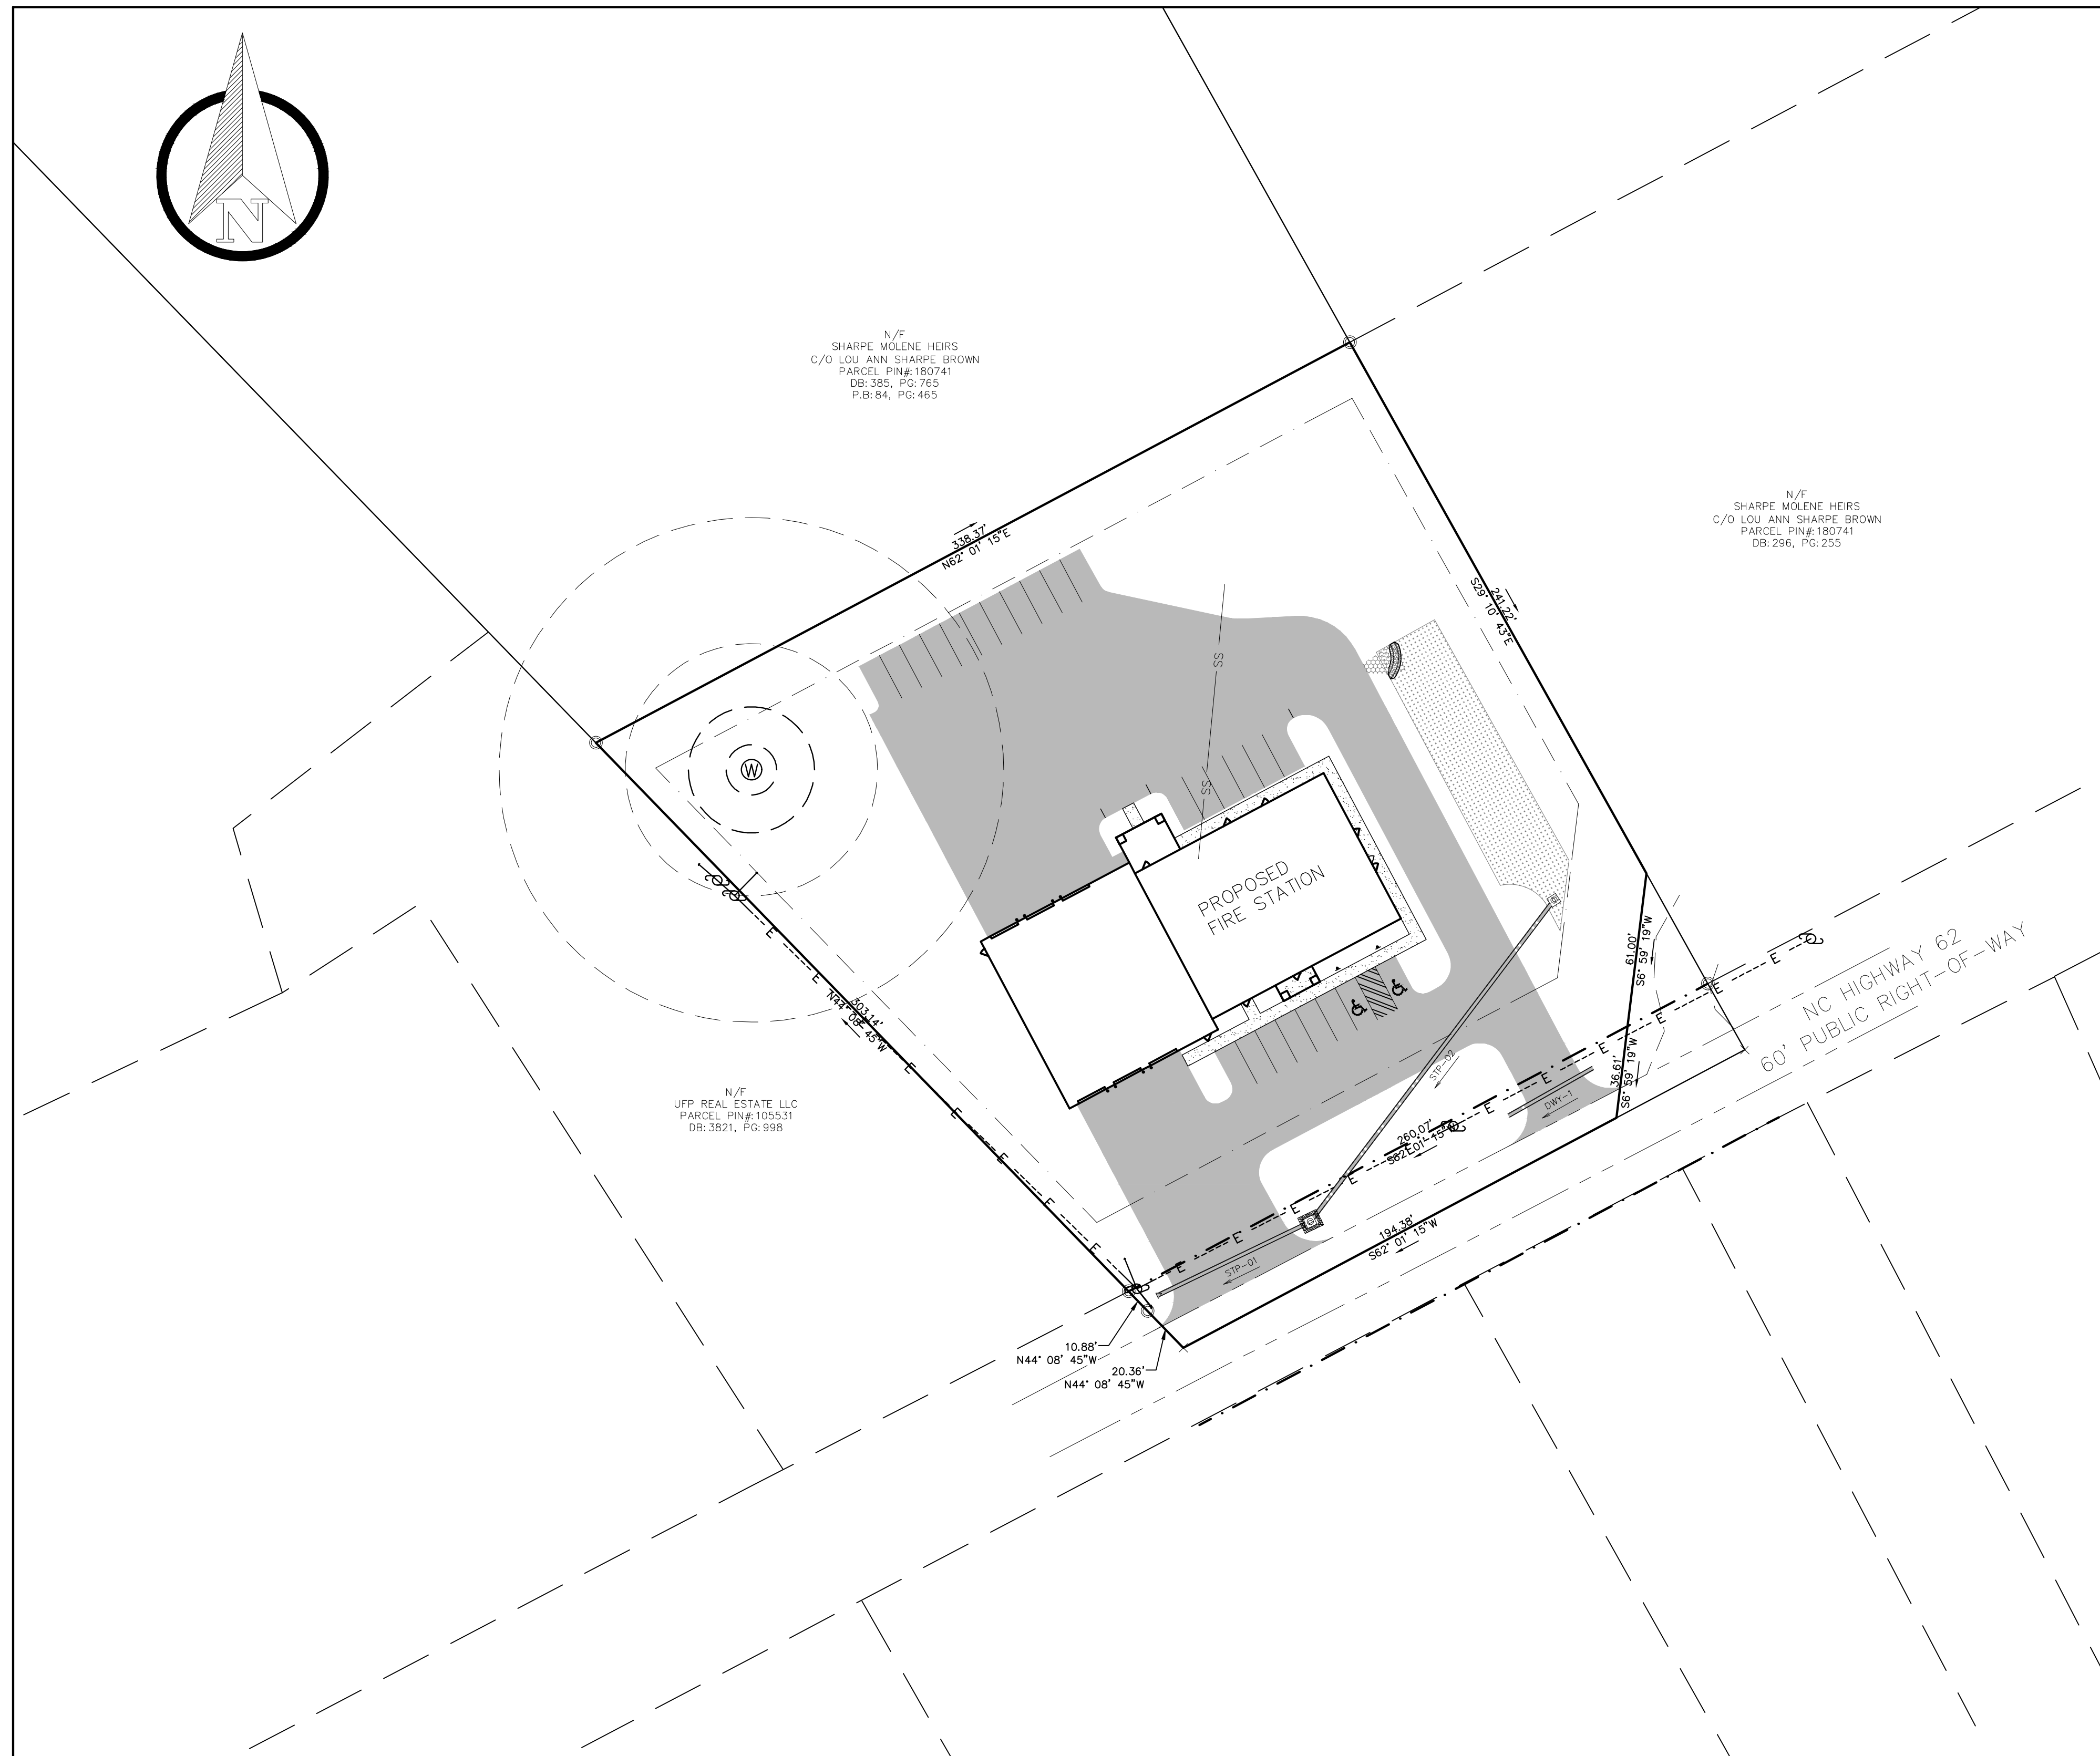 N
N/F
SHARPE MOLENE HEIRS
C/O LOU ANN SHARPE BROWN
PARCEL PIN#:180741
DB:385, PG:765
P.B:84, PG:465
N/F
SHARPE MOLENE HEIRS
C/O LOU ANN SHARPE BROWN
PARCEL PIN#:180741
DB:296, PG:255
338.37'
N62° 01' 15"E
241.22'
S29° 10' 43"E
SS
W
SS
PROPOSED
FIRE STATION
61.00'
S6° 59' 19"W
E
E
E
E
E
E
NC HIGHWAY 62
60' PUBLIC RIGHT-OF-WAY
303.14'
N44° 08' 45"W
E
E
N/F
UFP REAL ESTATE LLC
PARCEL PIN#:105531
DB:3821, PG:998
STP-02
36.61'
S6° 59' 19"W
E
E
DWY-1
E
E
260.07'
E
E
E
E
E
E
E
194.38'
S62° 01' 15"W
STP-01
10.88'
N44° 08' 45"W
20.36'
N44° 08' 45"W